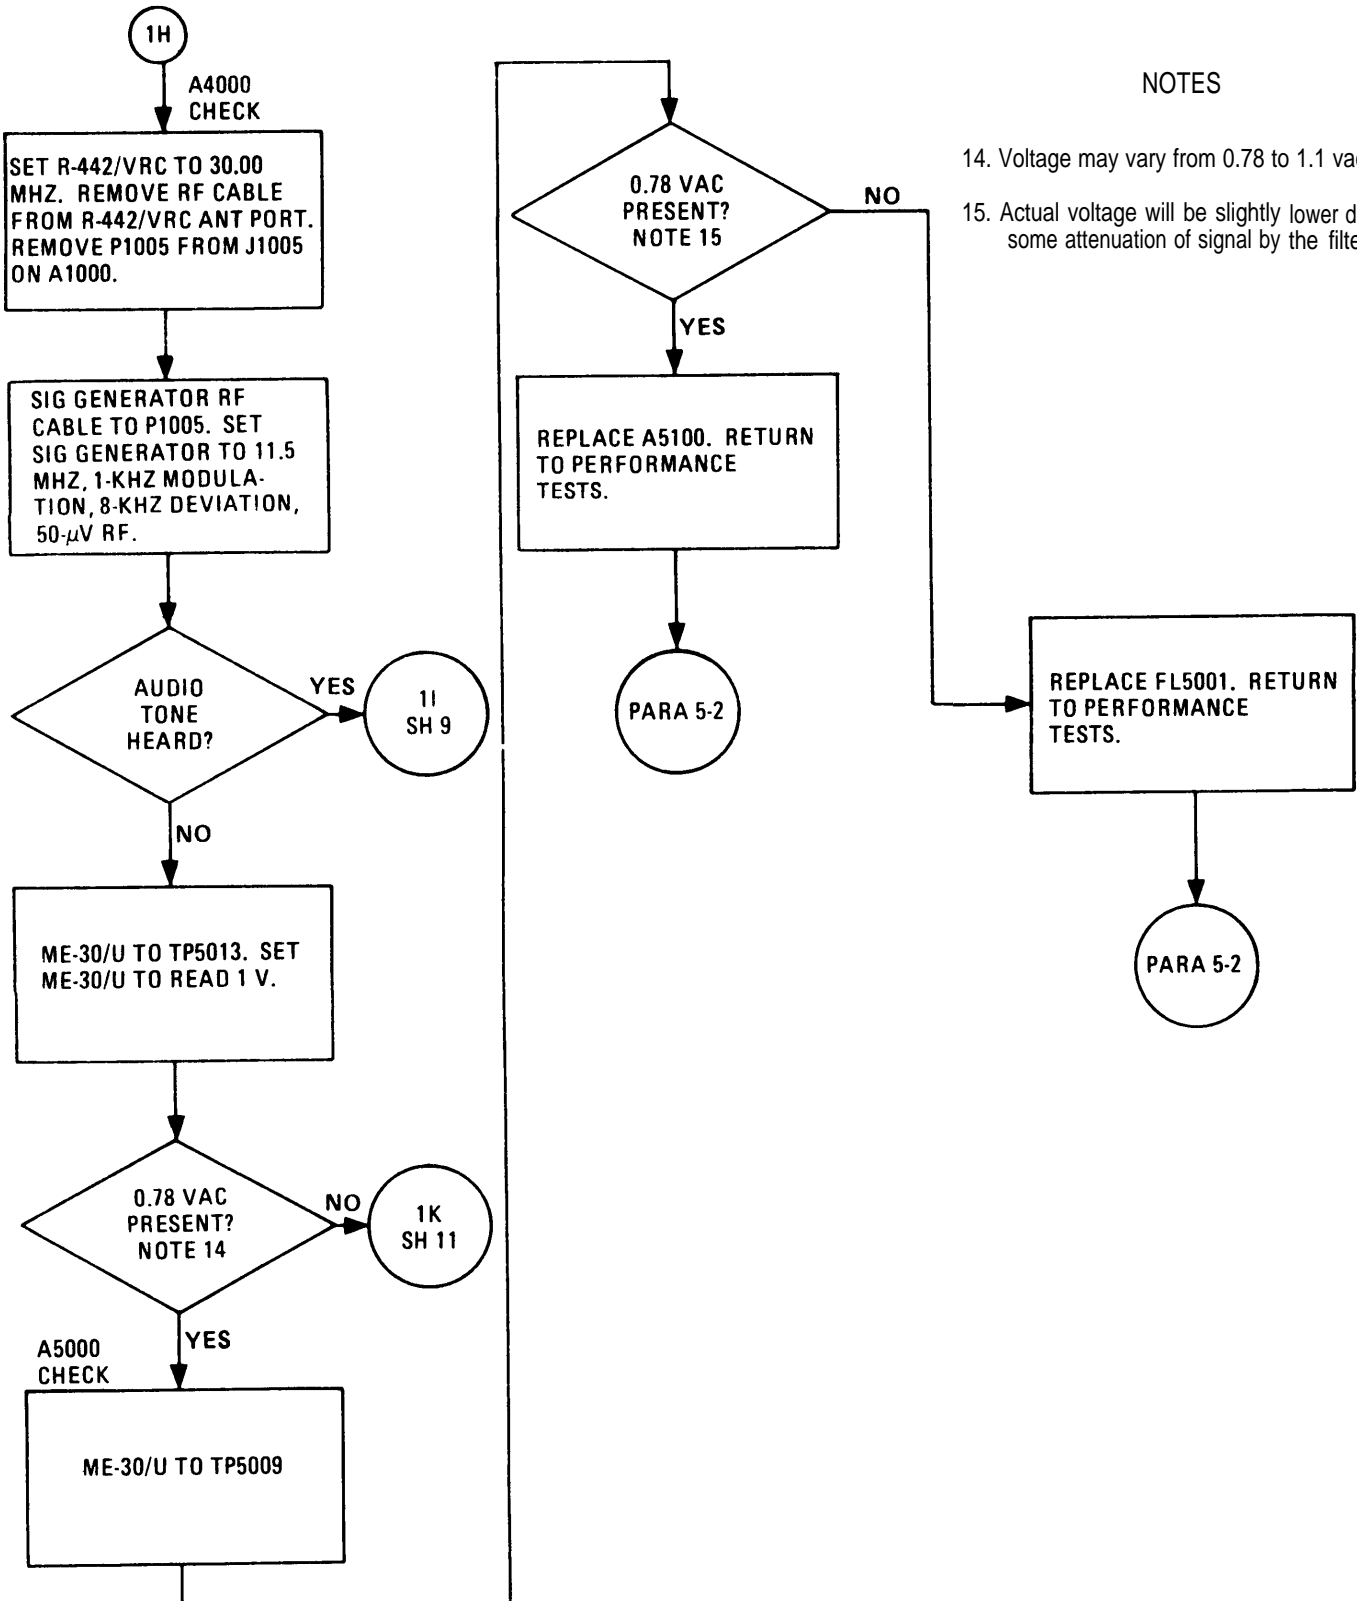 1H
A4000
CHECK
SET R-442/VRC TO 30.00
MHZ. REMOVE RF CABLE
FROM R-442/VRC ANT PORT.
REMOVE P1005 FROM J1005
ON A1000.
SIG GENERATOR RF
CABLE TO P1005. SET
SIG GENERATOR TO 11.5
MHZ, 1-KHZ MODULA-
TION, 8-KHZ DEVIATION,
50-μV RF.
AUDIO
TONE
HEARD?
YES
1I
SH 9
NO
ME-30/U TO TP5013. SET
ME-30/U TO READ 1 V.
0.78 VAC
PRESENT?
NOTE 14
NO
1K
SH 11
YES
A5000
CHECK
ME-30/U TO TP5009
0.78 VAC
PRESENT?
NOTE 15
NO
YES
REPLACE A5100. RETURN
TO PERFORMANCE
TESTS.
PARA 5-2
REPLACE FL5001. RETURN
TO PERFORMANCE
TESTS.
PARA 5-2
NOTES
14. Voltage may vary from 0.78 to 1.1
15. Actual voltage will be slightly lower
some attenuation of signal by the